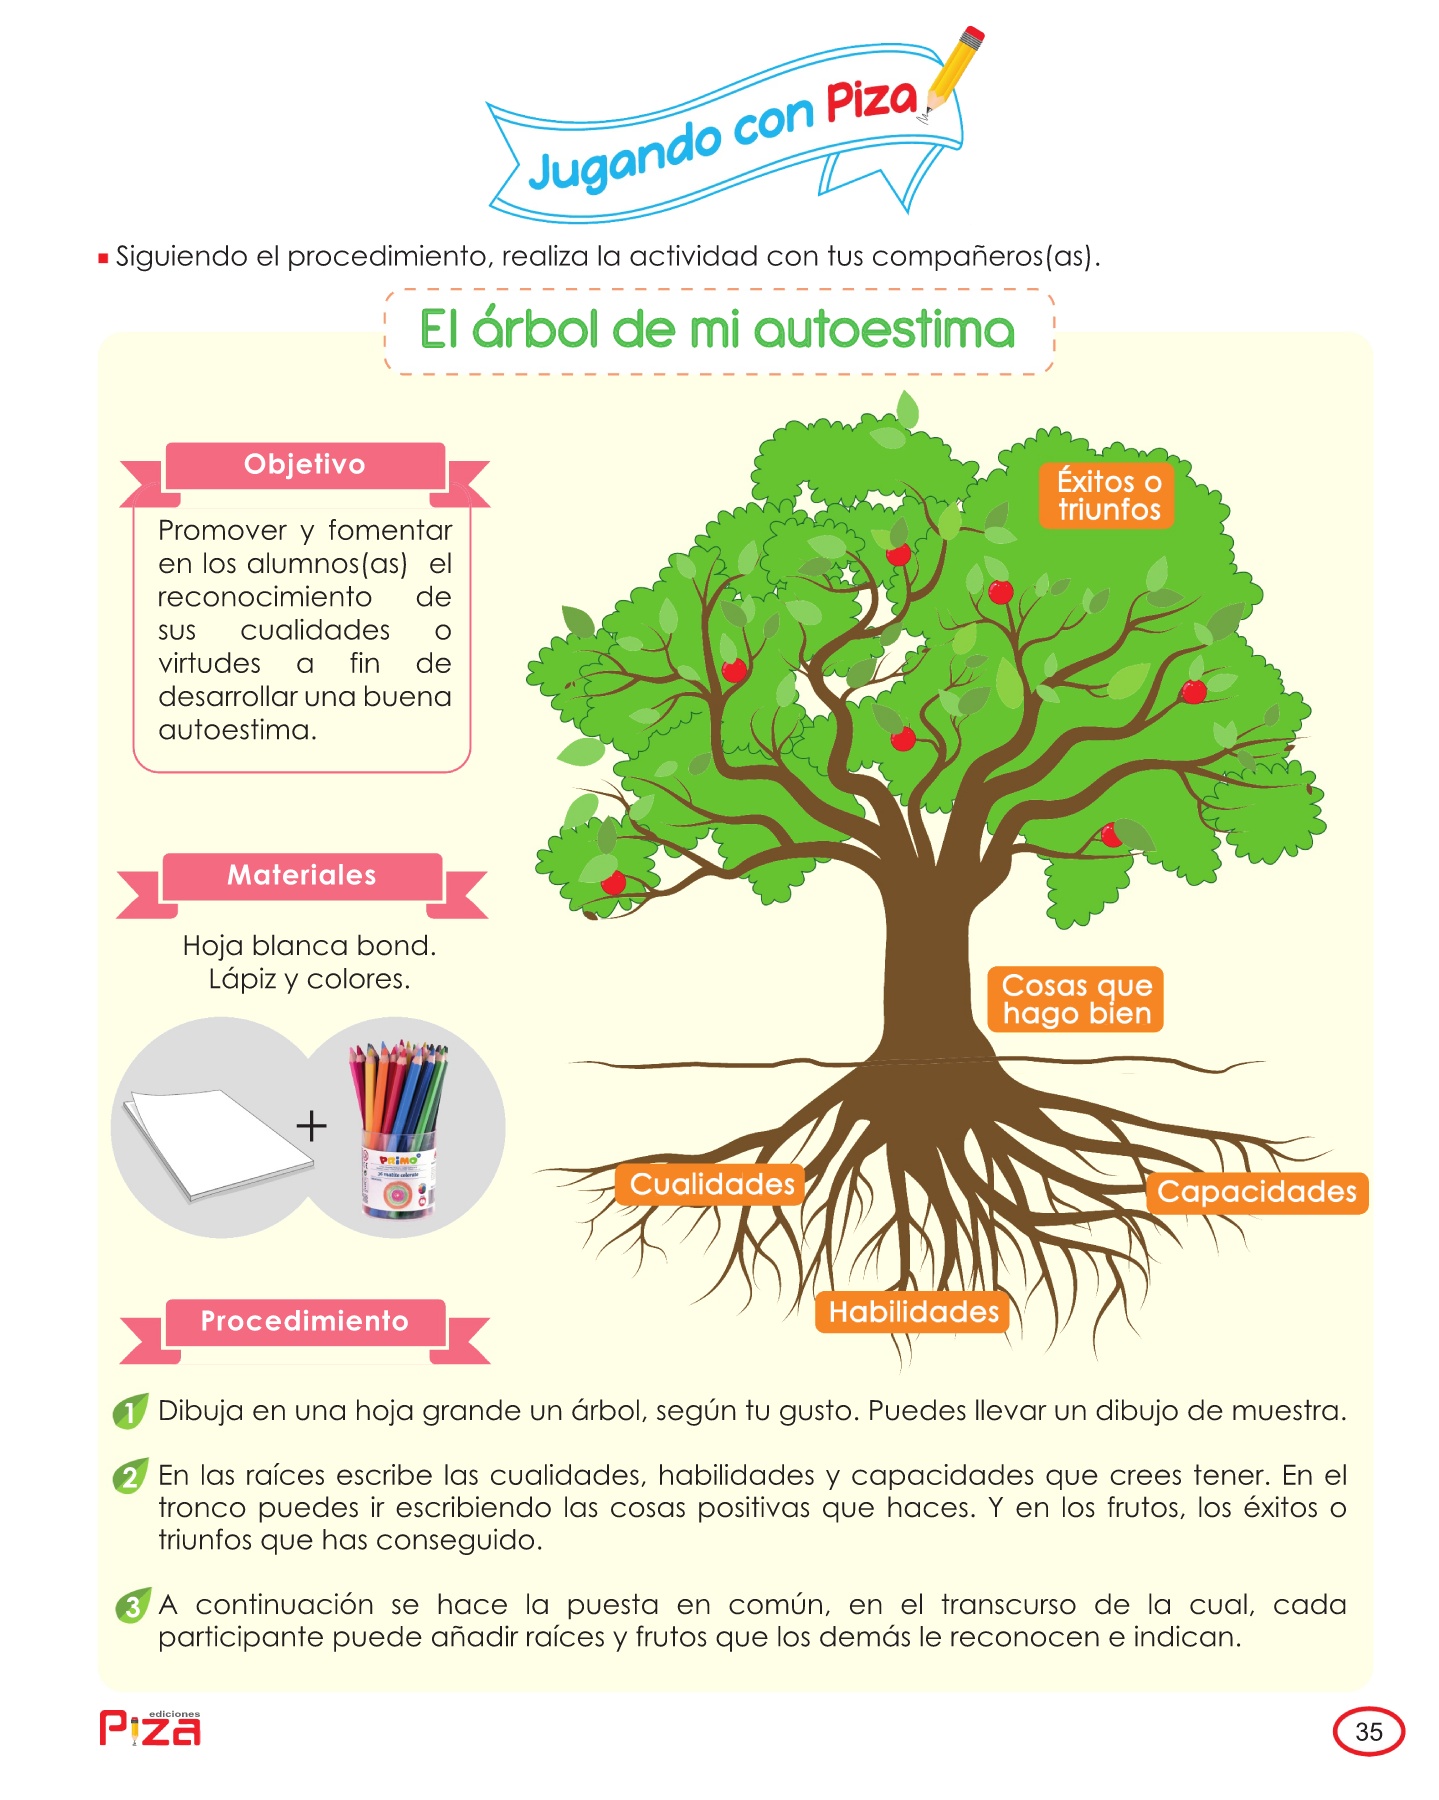 Jugando con Piza
Siguiendo el procedimiento, realiza la actividad con tus compañeros(as).
El árbol de mi autoestima
Objetivo
Promover y fomentar
en los alumnos(as) el
reconocimiento de
sus cualidades o
virtudes a fin de
desarrollar una buena
autoestima.
Materiales
Hoja blanca bond.
Lápiz y colores.
+
PRIMO
Éxitos o
triunfos
Cosas que
hago bien
Cualidades
Capacidades
Habilidades
Procedimiento
1 Dibuja en una hoja grande un árbol, según tu gusto. Puedes llevar un dibujo de muestra.
2 En las raíces escribe las cualidades, habilidades y capacidades que crees tener. En el
tronco puedes ir escribiendo las cosas positivas que haces. Y en los frutos, los éxitos o
triunfos que has conseguido.
3 A continuación se hace la puesta en común, en el transcurso de la cual, cada
participante puede añadir raíces y frutos que los demás le reconocen e indican.
ediciones
Piza
35